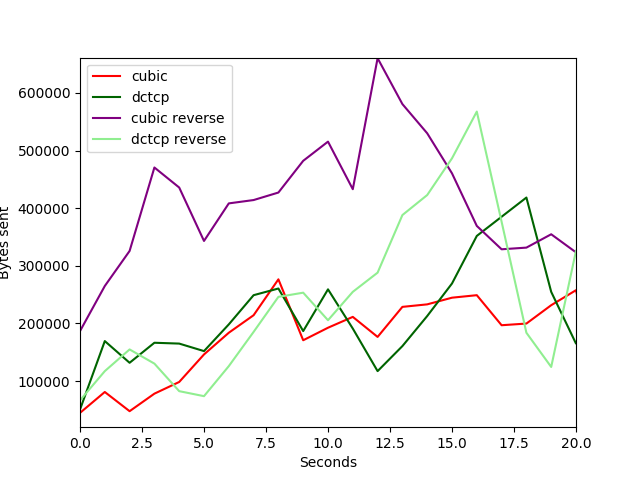 cubic
dctcp
cubic reverse
dctcp reverse
600000
500000
400000
300000
200000
100000
Bytes sent
0.0 2.5 5.0 7.5 10.0 12.5 15.0 17.5 20.0
Seconds